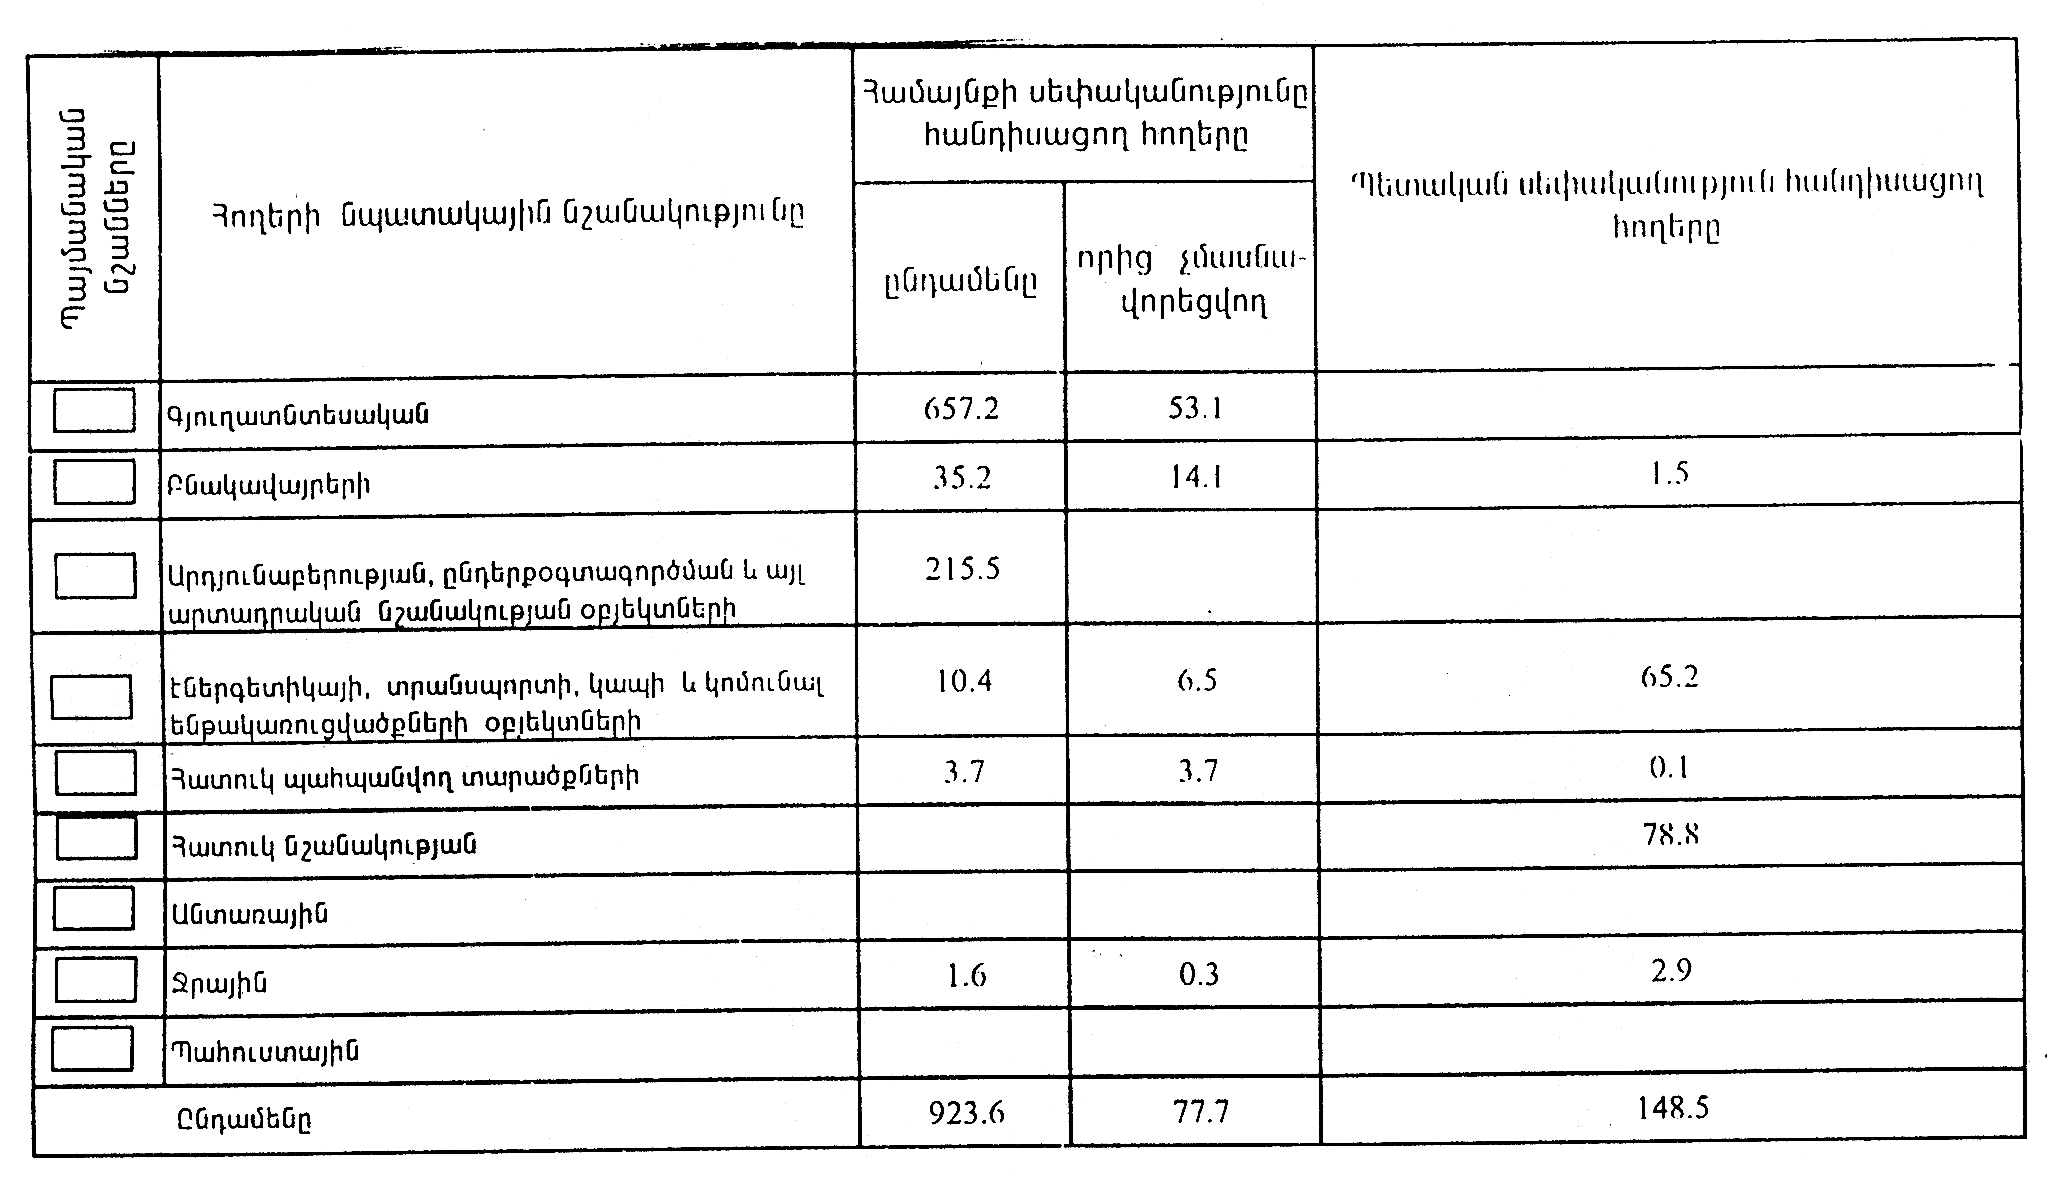 Պայմանական
նշանները
Հողերի նպատակային նշանակությունը
Համայնքի սեփականությունը
հանդիսացող հողերը
ընդամենը
որից չմասնա-
վորեցվող
Պետական սեփականություն հանդիսացող
հողերը
Գյուղատնտեսական 657.2 53.1
Բնակավայրերի 35.2 14.1 1.5
Արդյունաբերության, ընդերքօգտագործման և այլ
արտադրական նշանակության օբյեկտների
215.5
էներգետիկայի, տրանսպորտի, կապի և կոմունալ
ենթակառուցվածքների օբյեկտների
10.4 6.5 65.2
Հատուկ պահպանվող տարածքների 3.7 3.7 0.1
Հատուկ նշանակության 78.8
Անտառային
Ջրային 1.6 0.3 2.9
Պահուստային
Ընդամենը 923.6 77.7 148.5